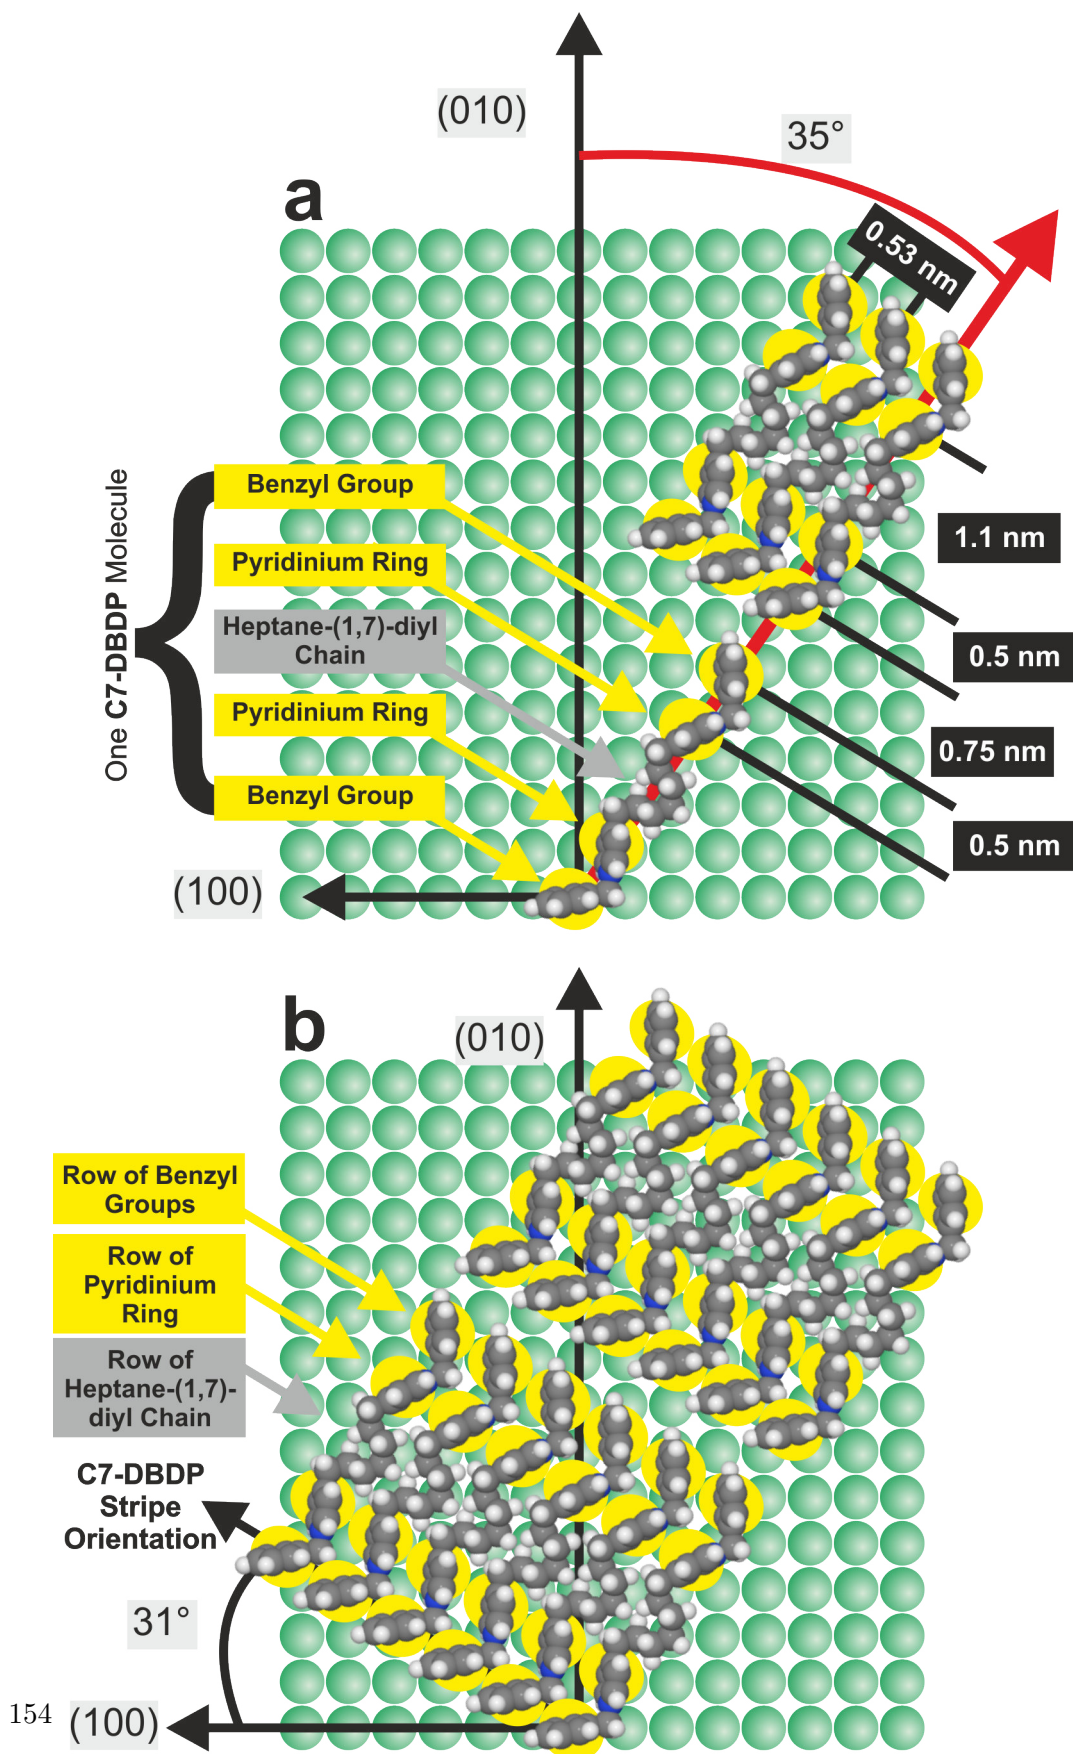 (010)
35°
a
0.53 nm
Benzyl Group
Pyridinium Ring
Heptane-(1,7)-diyl
Chain
Pyridinium Ring
Benzyl Group
One C7-DBDP Molecule
1.1 nm
0.5 nm
0.75 nm
0.5 nm
(100)
b
(010)
Row of Benzyl
Groups
Row of
Pyridinium
Ring
Row of
Heptane-(1,7)-
diyl Chain
C7-DBDP
Stripe
Orientation
31°
154
(100)